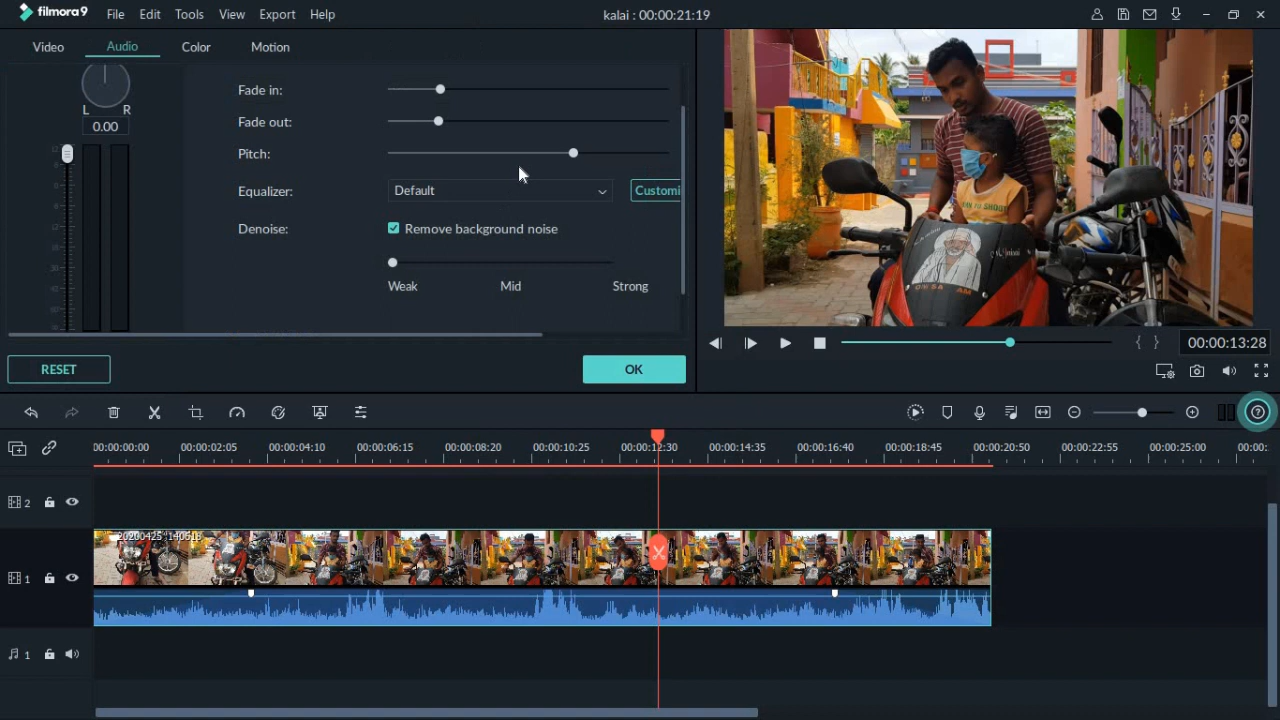 filmora9 File Edit Tools View Export Help kalai : 00:00:21:19
Video Audio Color Motion
L R
0.00
Fade in:
Fade out:
Pitch:
Equalizer: Default Customi
Denoise: Remove background noise
Weak Mid Strong
RESET OK
00:00:13:28
00:00:00:00 00:00:02:05 00:00:04:10 00:00:06:15 00:00:08:20 00:00:10:25 00:00:12:30 00:00:14:35 00:00:16:40 00:00:18:45 00:00:20:50 00:00:22:55 00:00:25:00 00:00:
2
20200425_140513
1
1